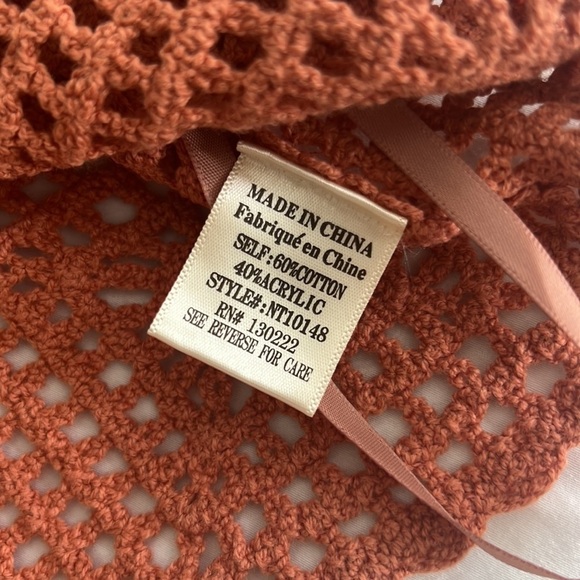 MADE IN CHINA
Fabriqué en Chine
SELF:60%COTTON
40%ACRYLIC
STYLE#:NT10148
RN# 130222
SEE REVERSE FOR CARE